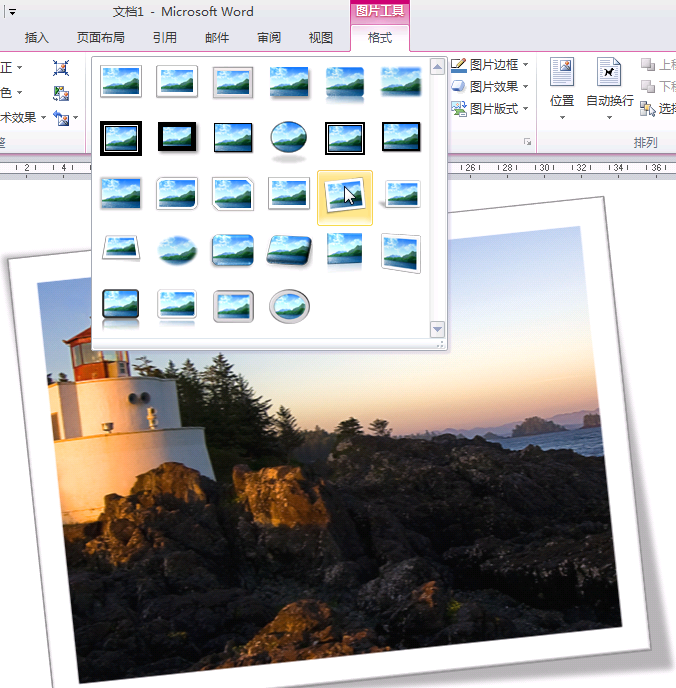 文档1 - Microsoft Word
图片工具
插入 页面布局 引用 邮件 审阅 视图 格式
正
图片边框
上移
色
图片效果
位置 自动换行
下移
术效果
图片版式
选择
整
排列
2 4 26 28 30 32 34 36